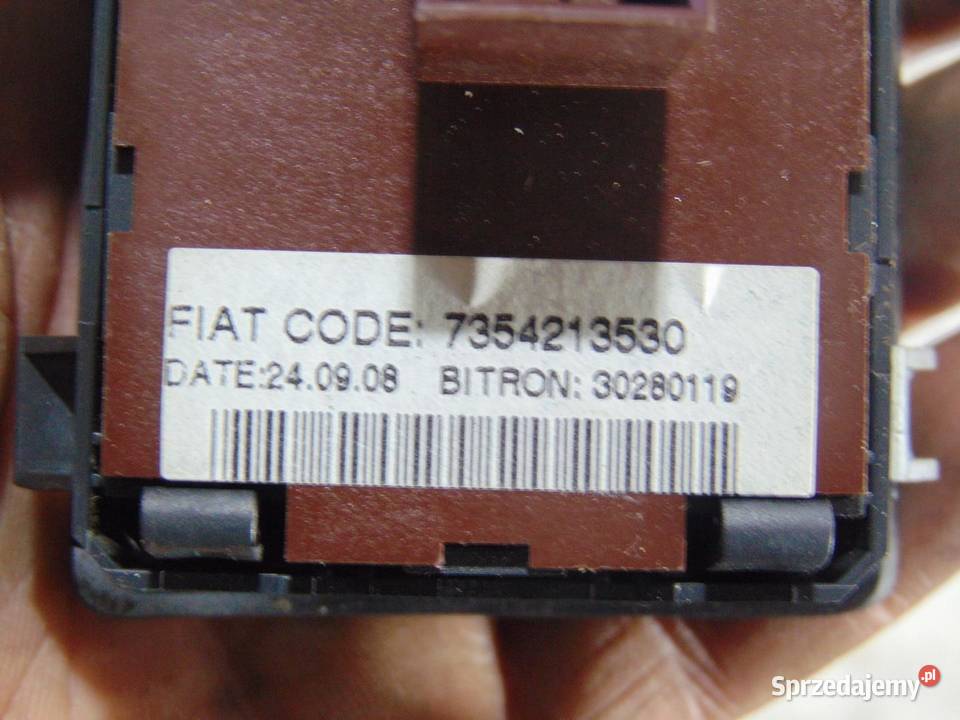 FIAT CODE: 7354213530
DATE:24.09.08 BITRON: 30280119
Sprzedajemy.pl